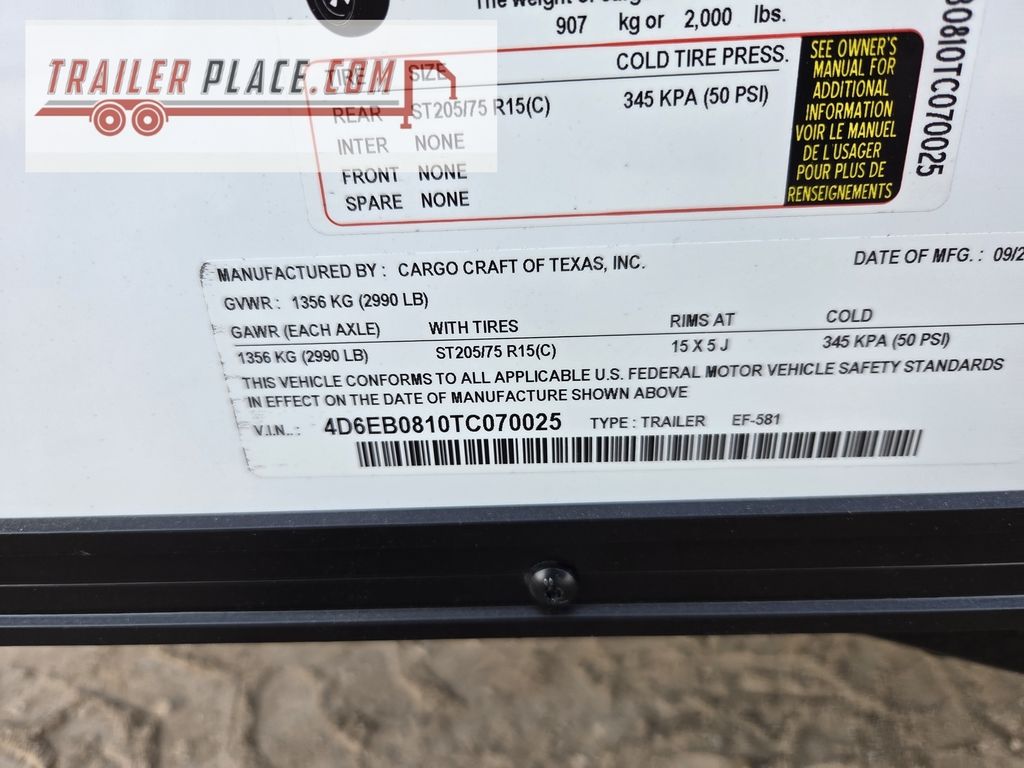 The weight of cargo
907 kg or 2,000 lbs.
TRAILER PLACE.COM
TIRE SIZE COLD TIRE PRESS.
REAR ST205/75 R15(C) 345 KPA (50 PSI)
INTER NONE
FRONT NONE
SPARE NONE
SEE OWNER'S
MANUAL FOR
ADDITIONAL
INFORMATION
VOIR LE MANUEL
DE L'USAGER
POUR PLUS DE
RENSEIGNEMENTS
B0810TC070025
MANUFACTURED BY : CARGO CRAFT OF TEXAS, INC. DATE OF MFG. : 09/2
GVWR : 1356 KG (2990 LB)
GAWR (EACH AXLE) WITH TIRES RIMS AT COLD
1356 KG (2990 LB) ST205/75 R15(C) 15 X 5 J 345 KPA (50 PSI)
THIS VEHICLE CONFORMS TO ALL APPLICABLE U.S. FEDERAL MOTOR VEHICLE SAFETY STANDARDS
IN EFFECT ON THE DATE OF MANUFACTURE SHOWN ABOVE
V.I.N..: 4D6EB0810TC070025 TYPE : TRAILER EF-581